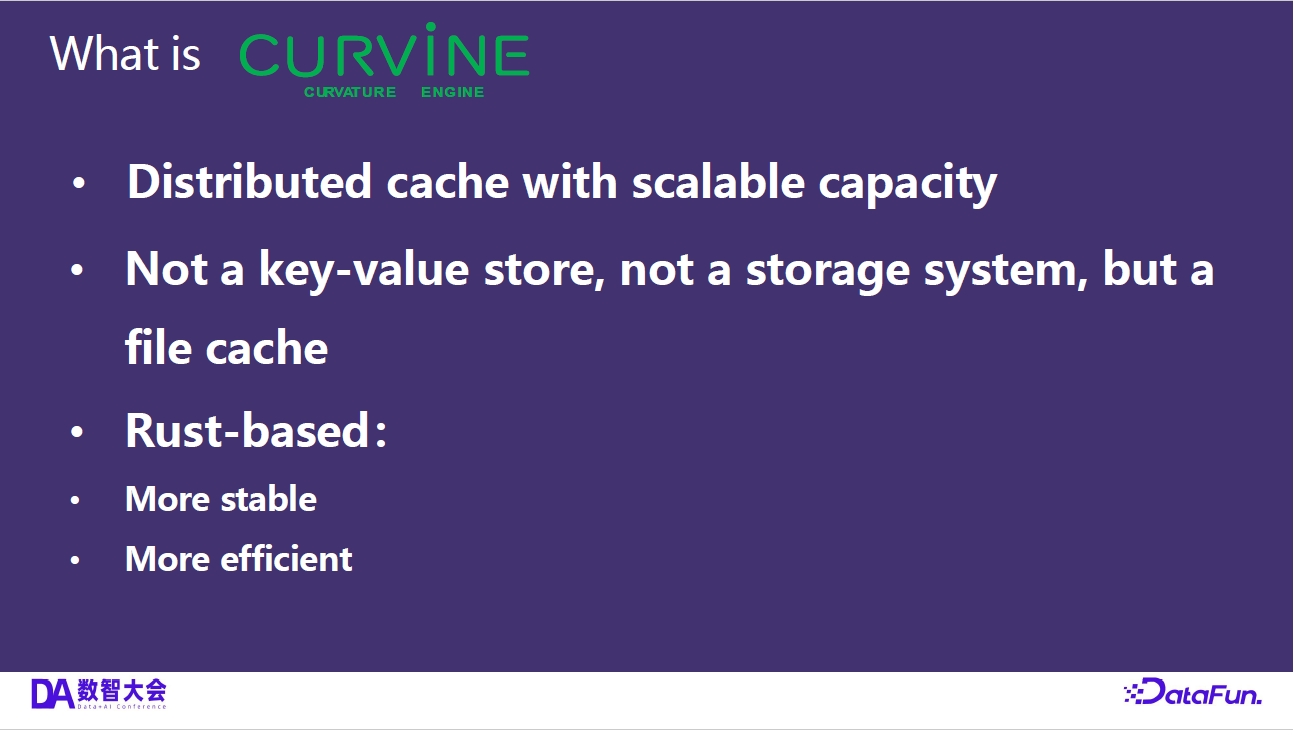 What is CURVINE
CURVATURE ENGINE
• Distributed cache with scalable capacity
• Not a key-value store, not a storage system, but a
file cache
• Rust-based：
• More stable
• More efficient
DA 数智大会
Data+AI Conference
DataFun.